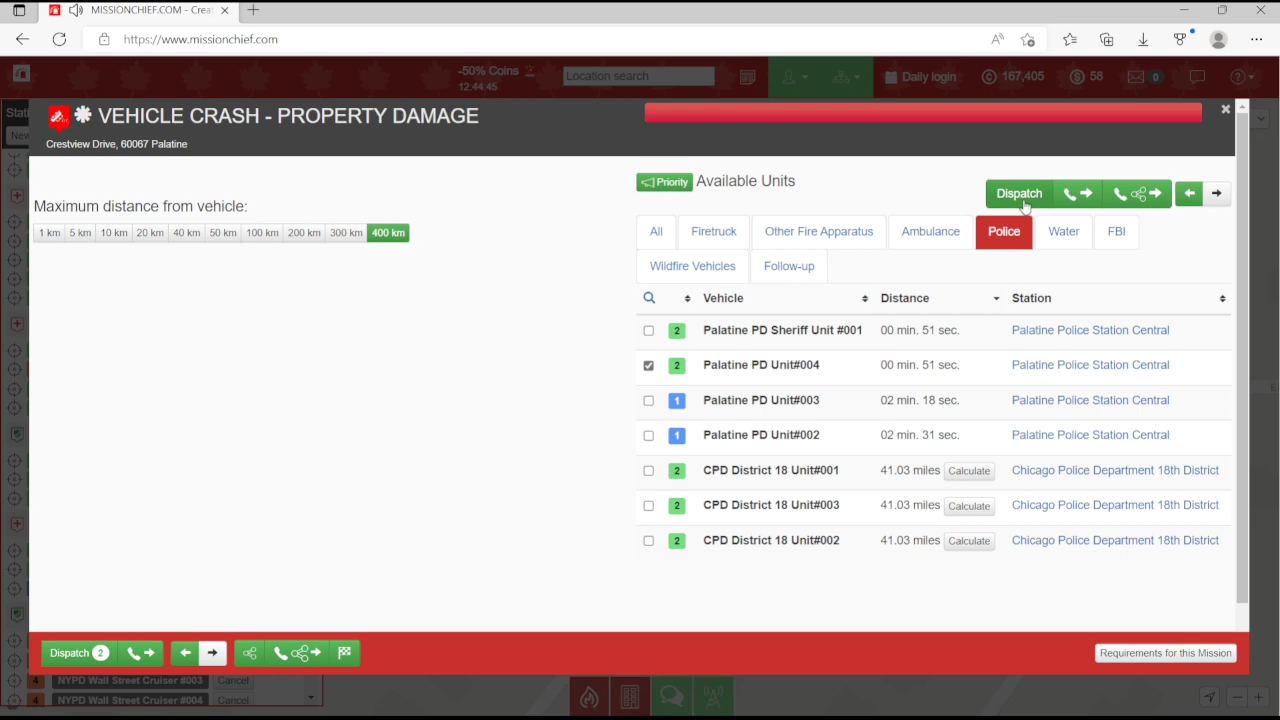 MISSIONCHIEF.COM - Crea
https://www.missionchief.com
-50% Coins
12:44:45
Location search
Daily login
167,405
58
0
Stati
New
VEHICLE CRASH - PROPERTY DAMAGE
Crestview Drive, 60067 Palatine
Priority Available Units
Dispatch
Maximum distance from vehicle:
1 km 5 km 10 km 20 km 40 km 50 km 100 km 200 km 300 km 400 km
All Firetruck Other Fire Apparatus Ambulance Police Water FBI
Wildfire Vehicles Follow-up
Vehicle Distance Station
2 Palatine PD Sheriff Unit #001 00 min. 51 sec. Palatine Police Station Central
2 Palatine PD Unit#004 00 min. 51 sec. Palatine Police Station Central
1 Palatine PD Unit#003 02 min. 18 sec. Palatine Police Station Central
1 Palatine PD Unit#002 02 min. 31 sec. Palatine Police Station Central
2 CPD District 18 Unit#001 41.03 miles Calculate Chicago Police Department 18th District
2 CPD District 18 Unit#003 41.03 miles Calculate Chicago Police Department 18th District
2 CPD District 18 Unit#002 41.03 miles Calculate Chicago Police Department 18th District
Dispatch 2
Requirements for this Mission
4 NYPD Wall Street Cruiser #003 Cancel
4 NYPD Wall Street Cruiser #004 Cancel